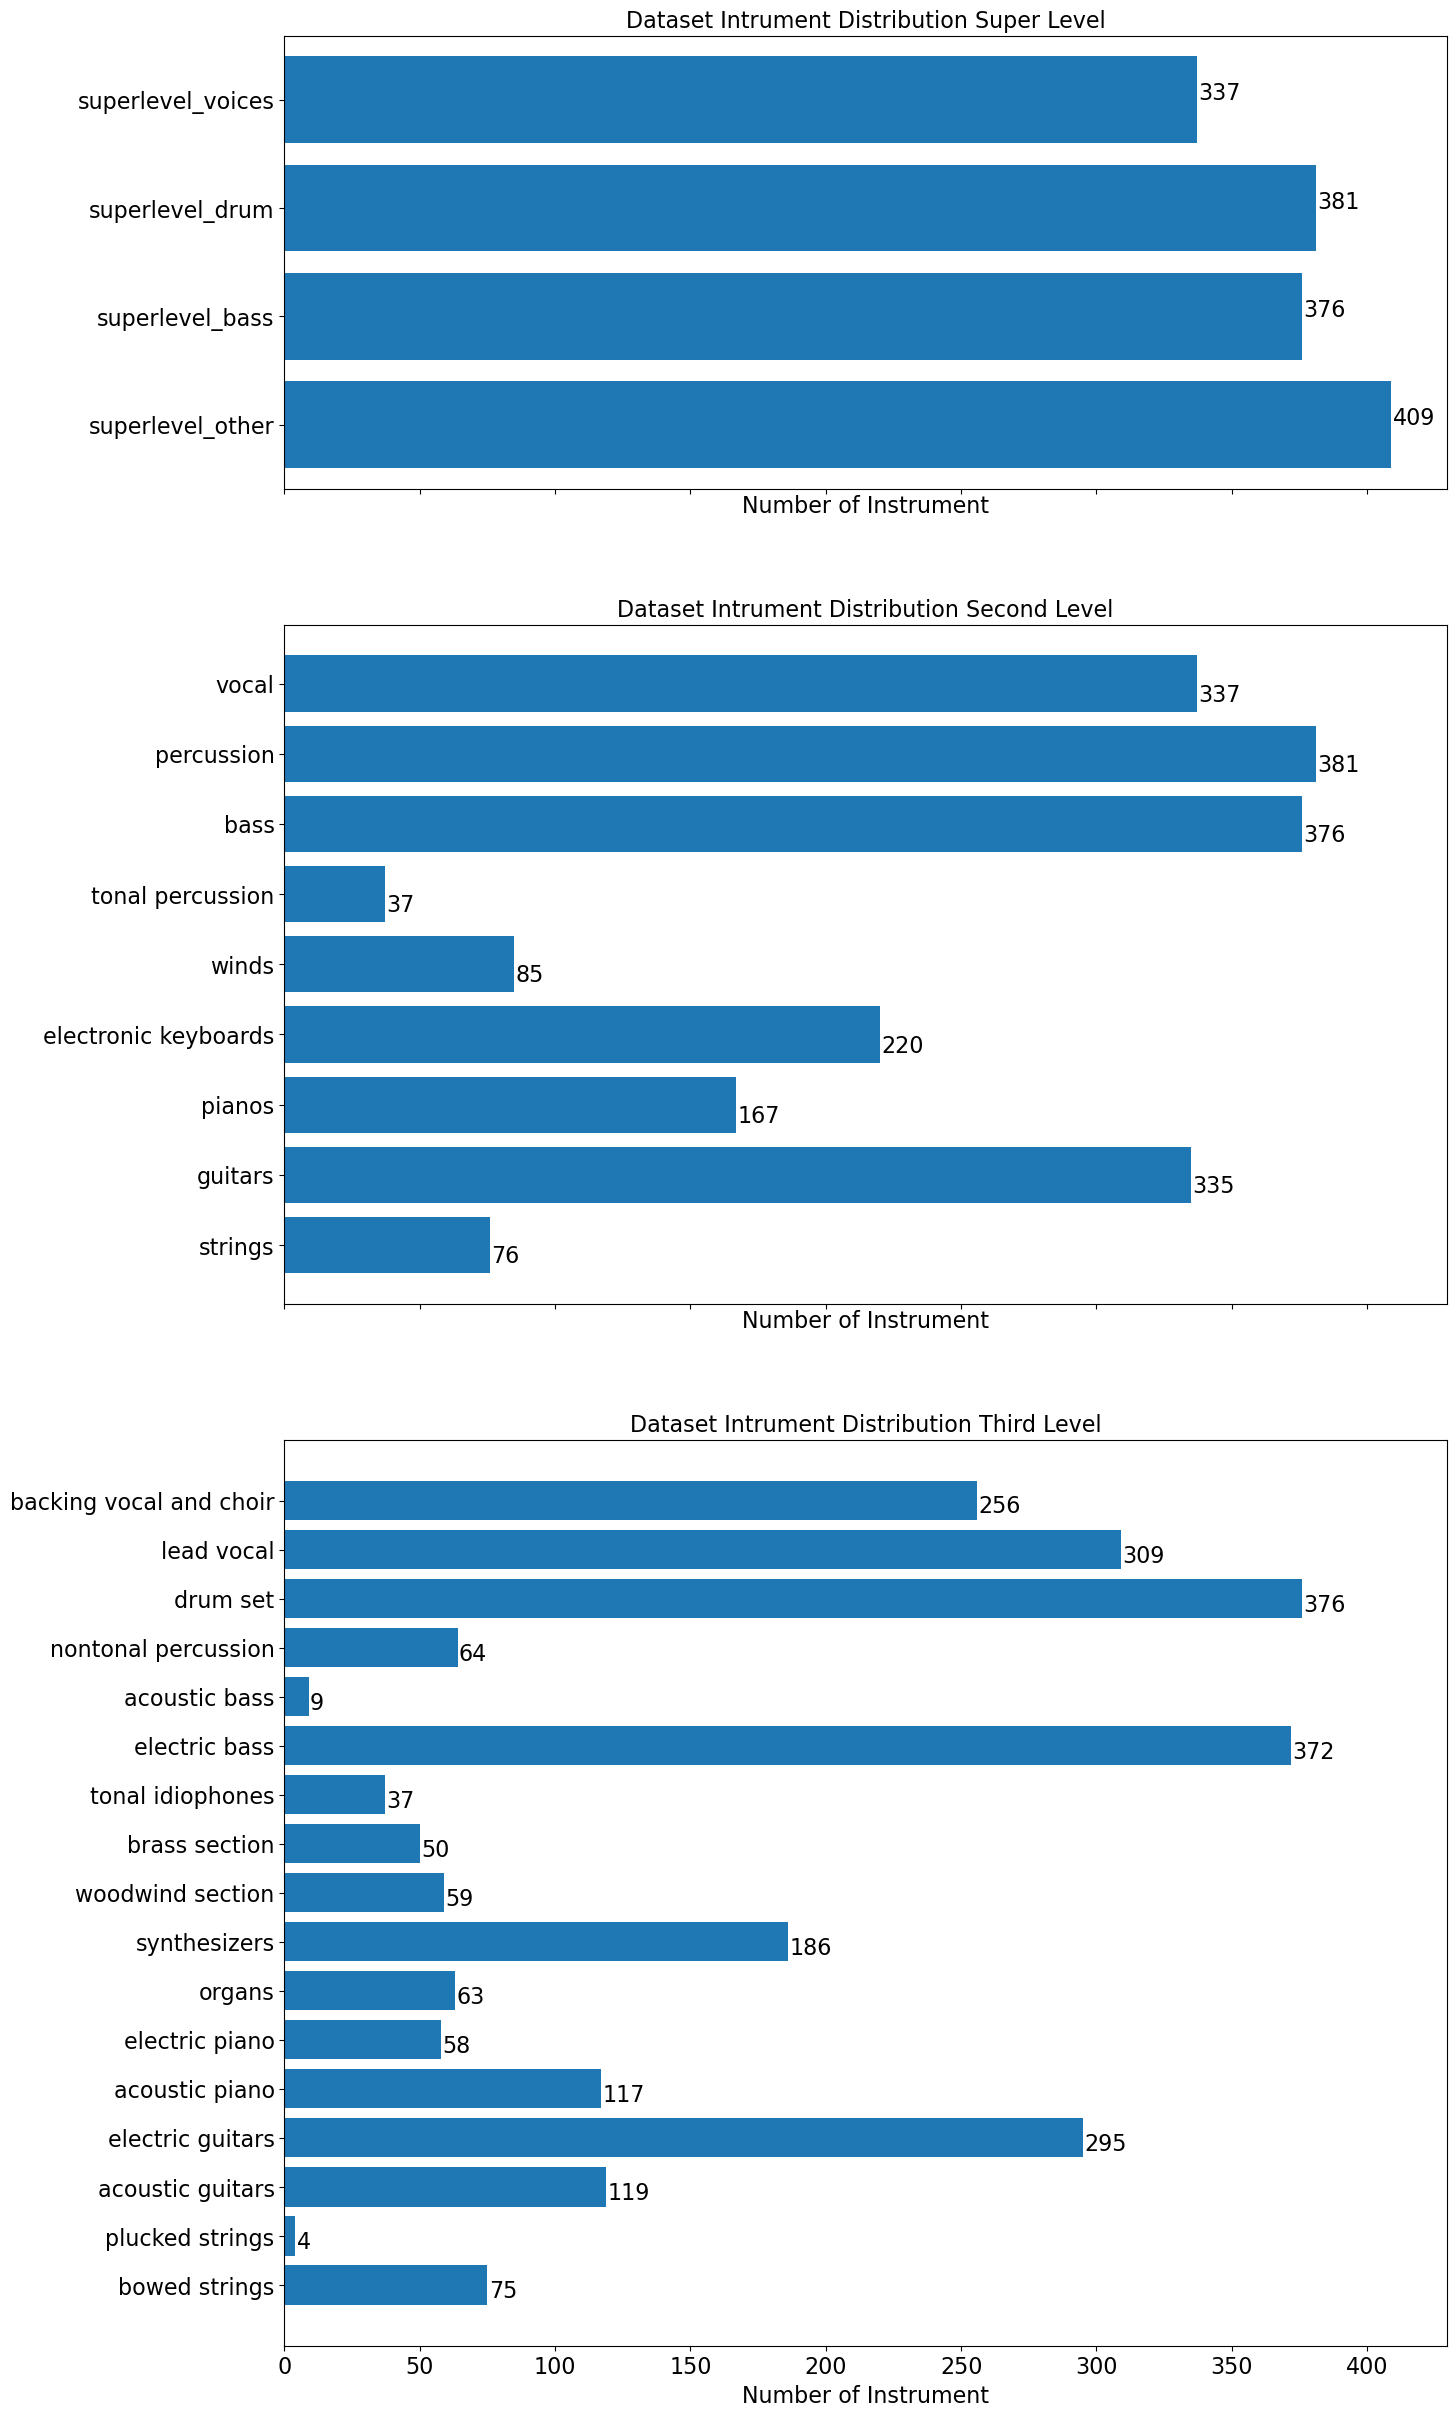 Dataset Intrument Distribution Super Level
superlevel_voices
337
superlevel_drum
381
superlevel_bass
376
superlevel_other
409
Number of Instrument
Dataset Intrument Distribution Second Level
vocal
337
percussion
381
bass
376
tonal percussion
37
winds
85
electronic keyboards
220
pianos
167
guitars
335
strings
76
Number of Instrument
Dataset Intrument Distribution Third Level
backing vocal and choir
256
lead vocal
309
drum set
376
nontonal percussion
64
acoustic bass
9
electric bass
372
tonal idiophones
37
brass section
50
woodwind section
59
synthesizers
186
organs
63
electric piano
58
acoustic piano
117
electric guitars
295
acoustic guitars
119
plucked strings
4
bowed strings
75
0 50 100 150 200 250 300 350 400
Number of Instrument